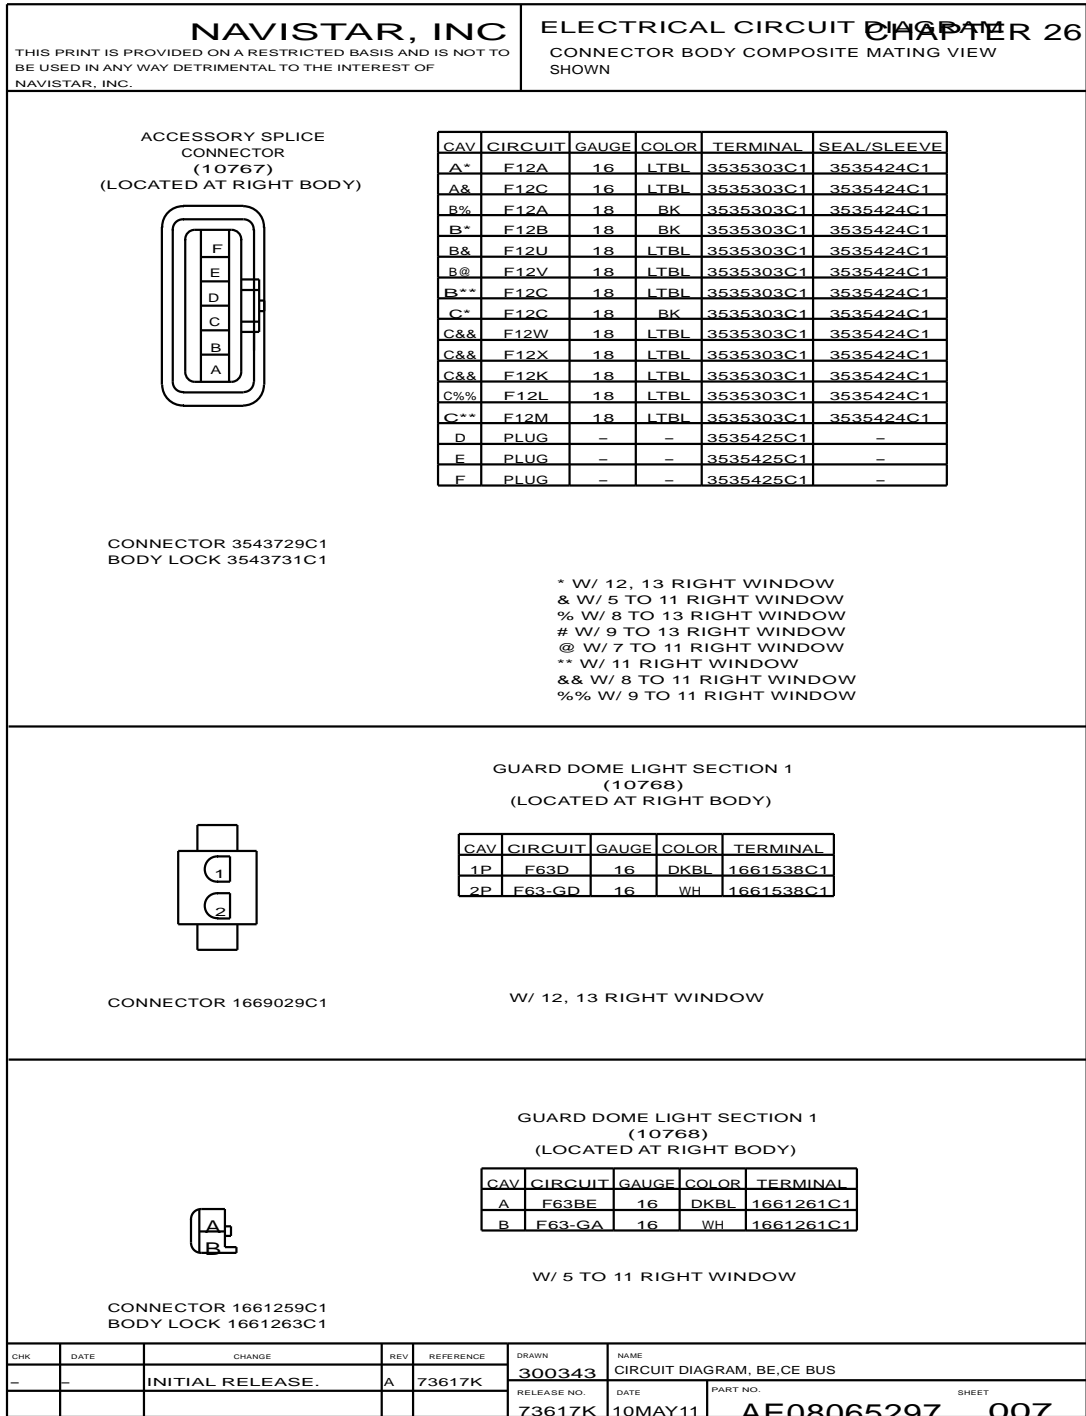 NAVISTAR, INC
THIS PRINT IS PROVIDED ON A RESTRICTED BASIS AND IS NOT TO
BE USED IN ANY WAY DETRIMENTAL TO THE INTEREST OF
NAVISTAR, INC.
ELECTRICAL CIRCUIT DIAGRAM
CHAPTER 26
CONNECTOR BODY COMPOSITE MATING VIEW
SHOWN
ACCESSORY SPLICE
CONNECTOR
(10767)
(LOCATED AT RIGHT BODY)
F
E
D
C
B
A
CONNECTOR 3543729C1
BODY LOCK 3543731C1
CAV CIRCUIT GAUGE COLOR TERMINAL SEAL/SLEEVE
A* F12A 16 LTBL 3535303C1 3535424C1
A& F12C 16 LTBL 3535303C1 3535424C1
B% F12A 18 BK 3535303C1 3535424C1
B* F12B 18 BK 3535303C1 3535424C1
B& F12U 18 LTBL 3535303C1 3535424C1
B@ F12V 18 LTBL 3535303C1 3535424C1
B** F12C 18 LTBL 3535303C1 3535424C1
C* F12C 18 BK 3535303C1 3535424C1
C&& F12W 18 LTBL 3535303C1 3535424C1
C&& F12X 18 LTBL 3535303C1 3535424C1
C&& F12K 18 LTBL 3535303C1 3535424C1
C%% F12L 18 LTBL 3535303C1 3535424C1
C** F12M 18 LTBL 3535303C1 3535424C1
D PLUG – – 3535425C1 –
E PLUG – – 3535425C1 –
F PLUG – – 3535425C1 –
* W/ 12, 13 RIGHT WINDOW
& W/ 5 TO 11 RIGHT WINDOW
% W/ 8 TO 13 RIGHT WINDOW
# W/ 9 TO 13 RIGHT WINDOW
@ W/ 7 TO 11 RIGHT WINDOW
** W/ 11 RIGHT WINDOW
&& W/ 8 TO 11 RIGHT WINDOW
%% W/ 9 TO 11 RIGHT WINDOW
GUARD DOME LIGHT SECTION 1
(10768)
(LOCATED AT RIGHT BODY)
1
2
CAV CIRCUIT GAUGE COLOR TERMINAL
1P F63D 16 DKBL 1661538C1
2P F63-GD 16 WH 1661538C1
CONNECTOR 1669029C1
W/ 12, 13 RIGHT WINDOW
GUARD DOME LIGHT SECTION 1
(10768)
(LOCATED AT RIGHT BODY)
A
B
CAV CIRCUIT GAUGE COLOR TERMINAL
A F63BE 16 DKBL 1661261C1
B F63-GA 16 WH 1661261C1
W/ 5 TO 11 RIGHT WINDOW
CONNECTOR 1661259C1
BODY LOCK 1661263C1
CHK DATE CHANGE REV REFERENCE
– – INITIAL RELEASE. A 73617K
DRAWN
300343
NAME
CIRCUIT DIAGRAM, BE,CE BUS
RELEASE NO.
73617K
DATE
10MAY11
PART NO.
AE08065297
SHEET
007